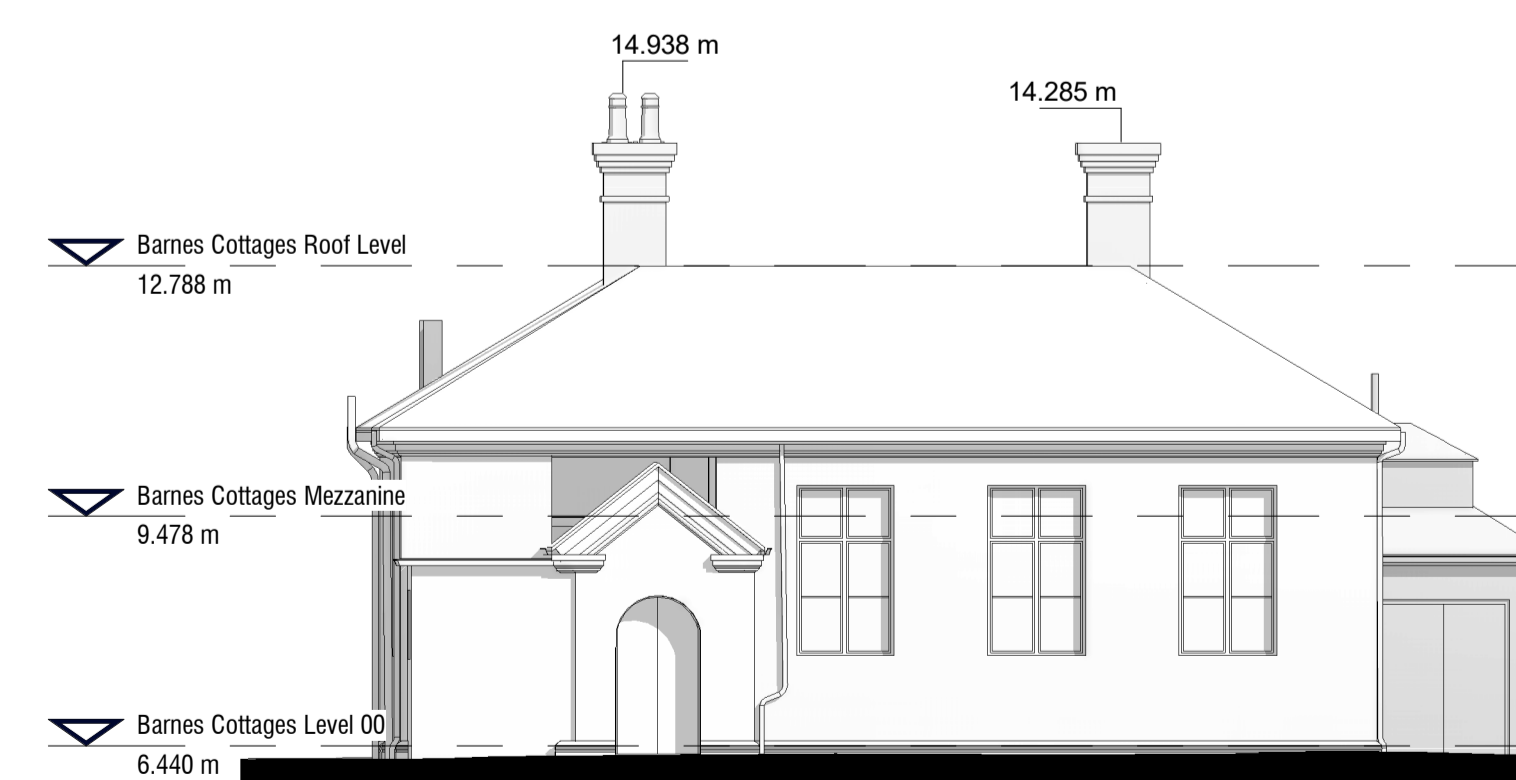 14.938 m
14.285 m
Barnes Cottages Roof Level
12.788 m
Barnes Cottages Mezzanine
9.478 m
Barnes Cottages Level 00
6.440 m